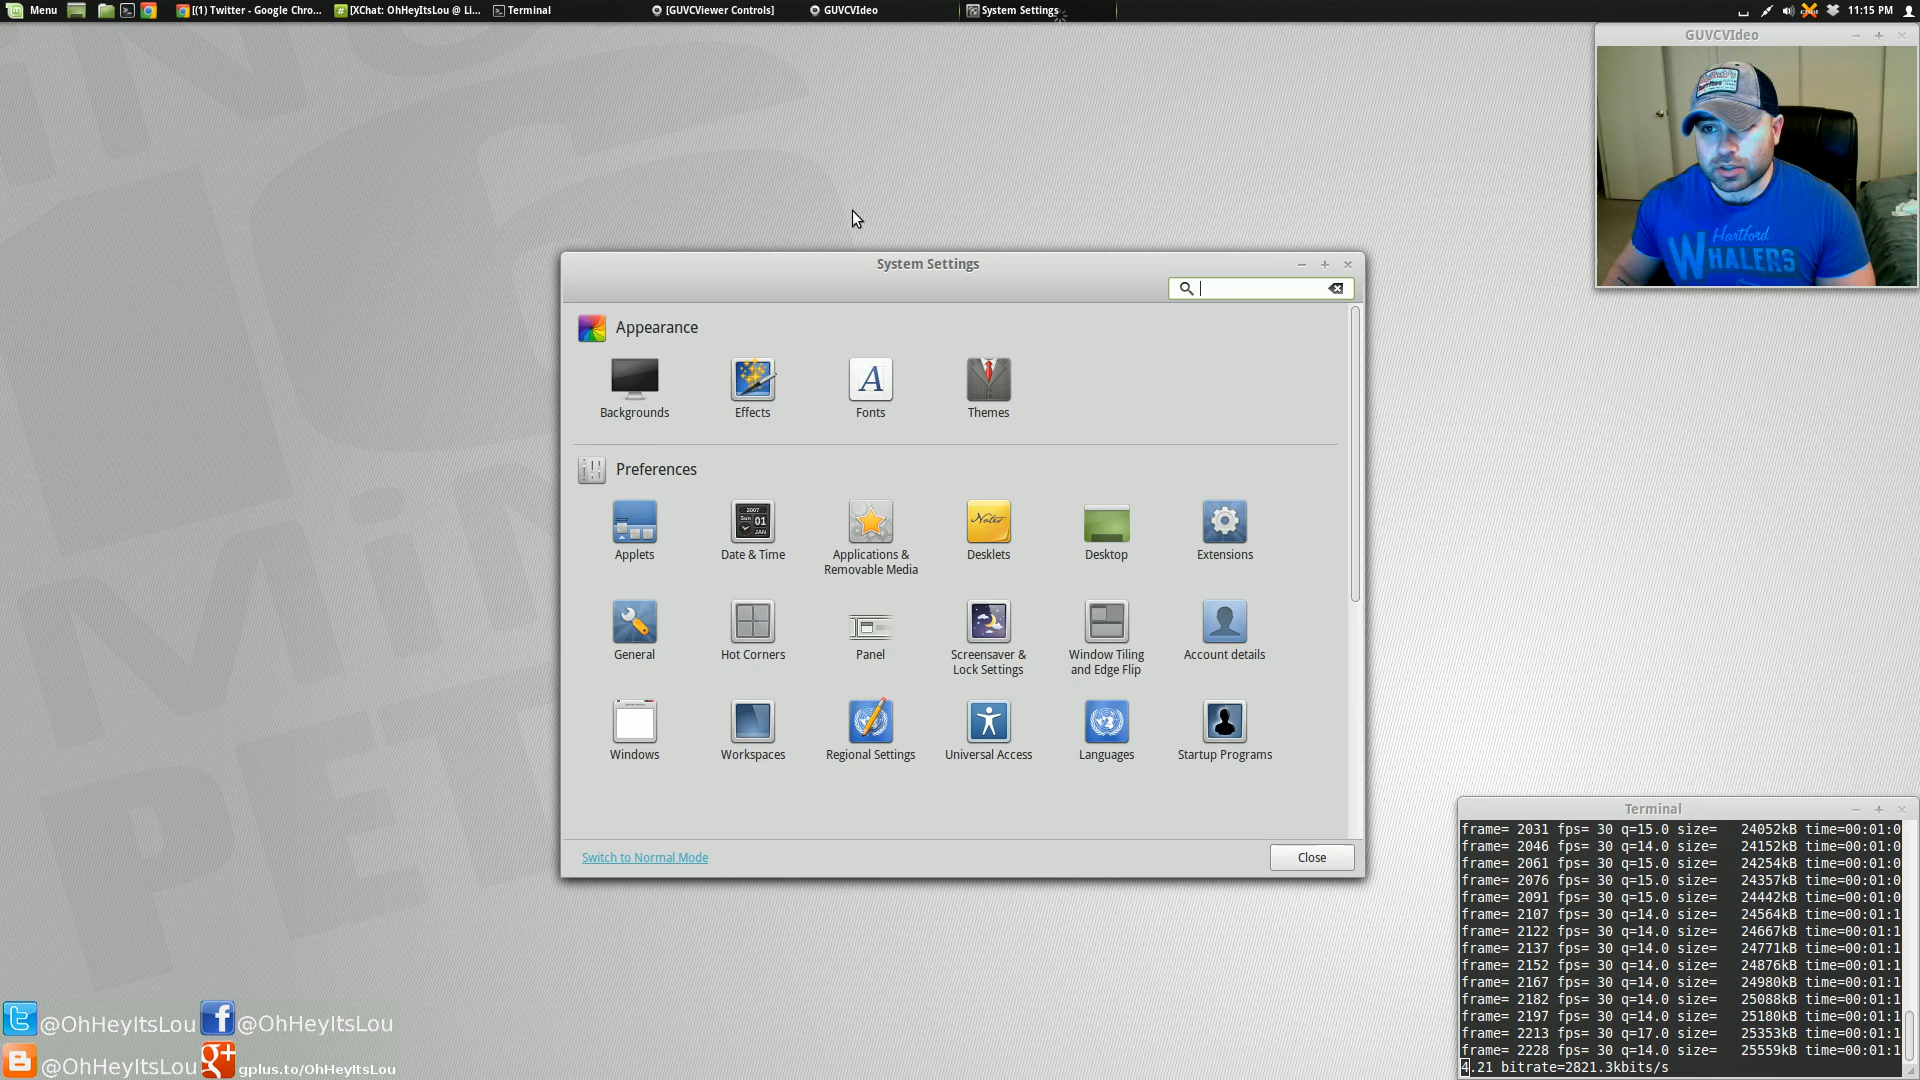 Menu
[(1) Twitter - Google Chro...
[XChat: OhHeyItsLou @ Li...
Terminal
[GUVCViewer Controls]
GUVCVIdeo
System Settings
11:15 PM
GUVCVIdeo
Hartford
WHALERS
System Settings
Appearance
Backgrounds
Effects
Fonts
Themes
Preferences
Applets
Date & Time
Applications &
Removable Media
Desklets
Desktop
Extensions
General
Hot Corners
Panel
Screensaver &
Lock Settings
Window Tiling
and Edge Flip
Account details
Windows
Workspaces
Regional Settings
Universal Access
Languages
Startup Programs
Switch to Normal Mode
Close
Terminal
frame= 2031 fps= 30 q=15.0 size=   24052kB time=00:01:0
frame= 2046 fps= 30 q=14.0 size=   24152kB time=00:01:0
frame= 2061 fps= 30 q=15.0 size=   24254kB time=00:01:0
frame= 2076 fps= 30 q=15.0 size=   24357kB time=00:01:0
frame= 2091 fps= 30 q=15.0 size=   24442kB time=00:01:0
frame= 2107 fps= 30 q=14.0 size=   24564kB time=00:01:1
frame= 2122 fps= 30 q=14.0 size=   24667kB time=00:01:1
frame= 2137 fps= 30 q=14.0 size=   24771kB time=00:01:1
frame= 2152 fps= 30 q=14.0 size=   24876kB time=00:01:1
frame= 2167 fps= 30 q=14.0 size=   24980kB time=00:01:1
frame= 2182 fps= 30 q=14.0 size=   25088kB time=00:01:1
frame= 2197 fps= 30 q=14.0 size=   25180kB time=00:01:1
frame= 2213 fps= 30 q=17.0 size=   25353kB time=00:01:1
frame= 2228 fps= 30 q=14.0 size=   25559kB time=00:01:1
4.21 bitrate=2821.3kbits/s
@OhHeyItsLou
@OhHeyItsLou
@OhHeyItsLou
gplus.to/OhHeyItsLou